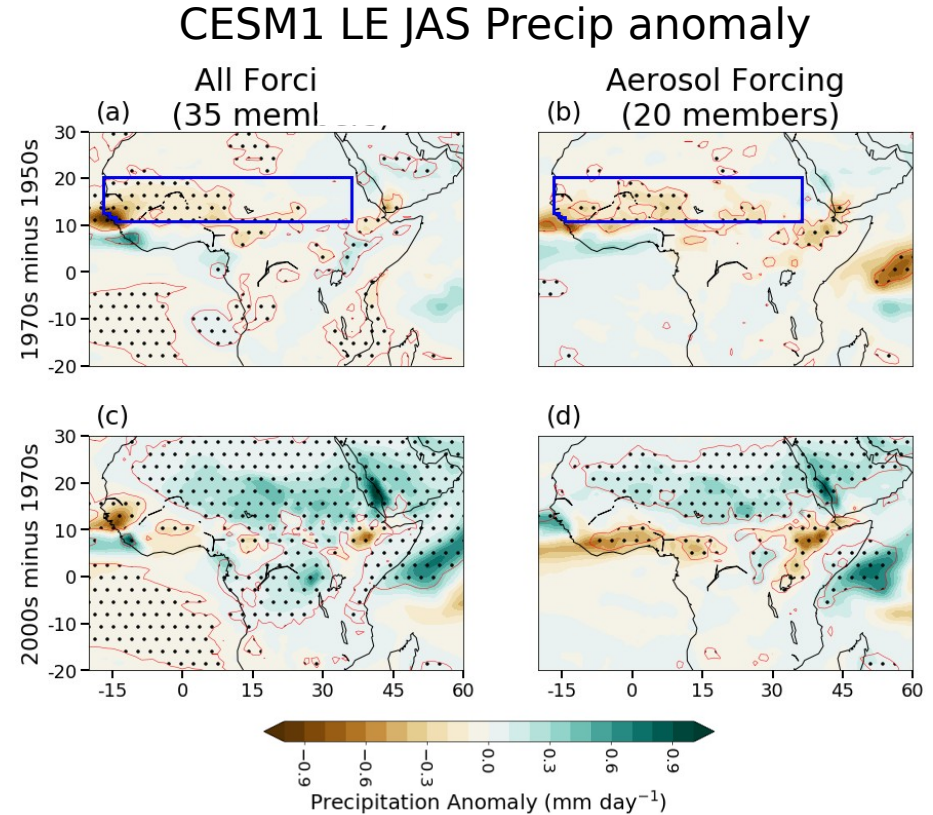 CESM1 LE JAS Precip anomaly
All Forci
(35 memb
Aerosol Forcing
(20 members)
(a)
(b)
30
20
10
0
-10
-20
1970s minus 1950s
(c)
(d)
30
20
10
0
-10
-20
2000s minus 1970s
-15 0 15 30 45 60
-15 0 15 30 45 60
−0.9 −0.6 −0.3 0.0 0.3 0.6 0.9
Precipitation Anomaly (mm day⁻¹)